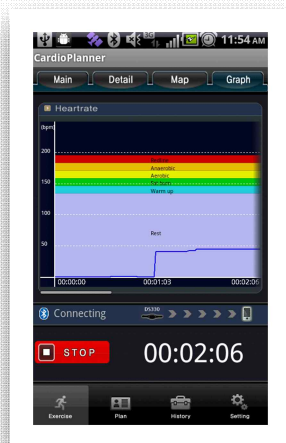 3G
11:54 AM
CardioPlanner
Main Detail Map Graph
Heartrate
(bpm)
200
Redline
Anaerobic
Aerobic
150
Fat burn
Warm up
100
Rest
50
00:00:00 00:01:03 00:02:06
Connecting
DS310
STOP
00:02:06
Exercise Plan History Setting